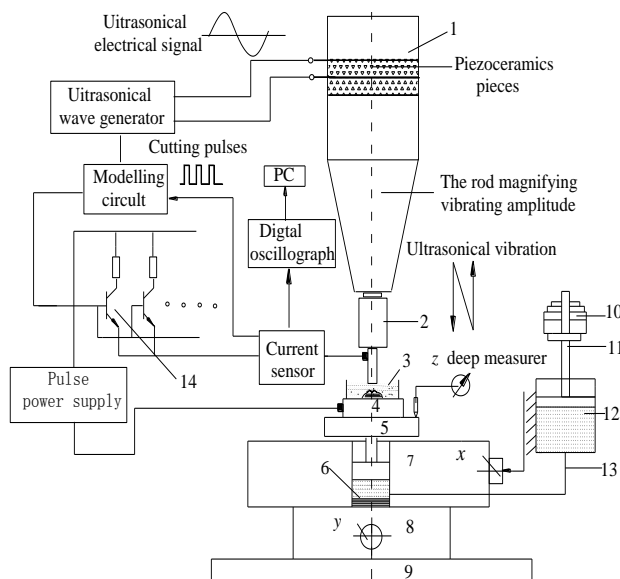 Uitrasonical
electrical signal
1
Piezoceramics
pieces
Uitrasonical
wave generator
Cutting pulses
PC
Modelling
circult
The rod magnifying
vibrating amplitude
Digtal
oscillograph
Ultrasonical vibration
10
2
11
Current
sensor
3
z deep measurer
14
Pulse
power supply
4
12
5
7
x
6
13
y
8
9